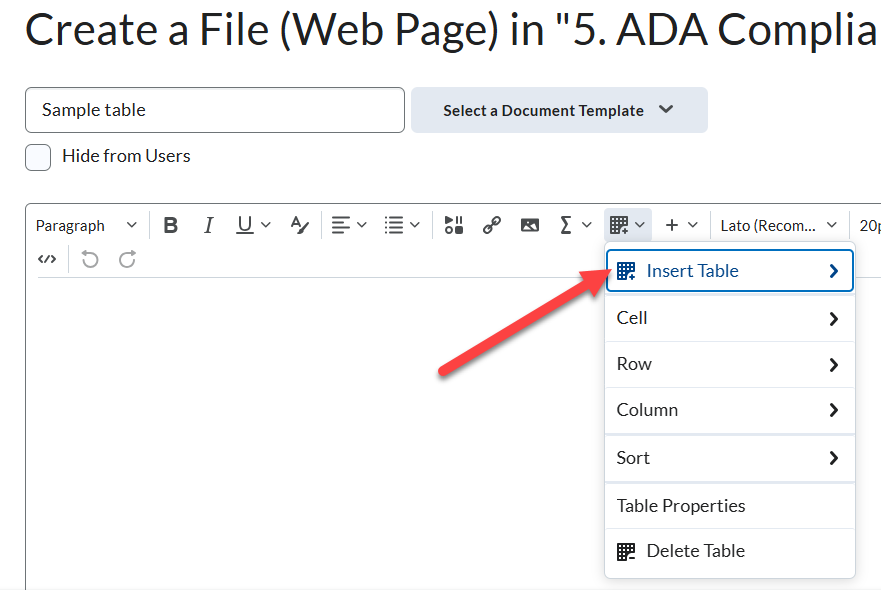 Create a File (Web Page) in "5. ADA Complia
Sample table
Select a Document Template
Hide from Users
Paragraph B I U Lato (Recom... 20p
Insert Table
Cell
Row
Column
Sort
Table Properties
Delete Table